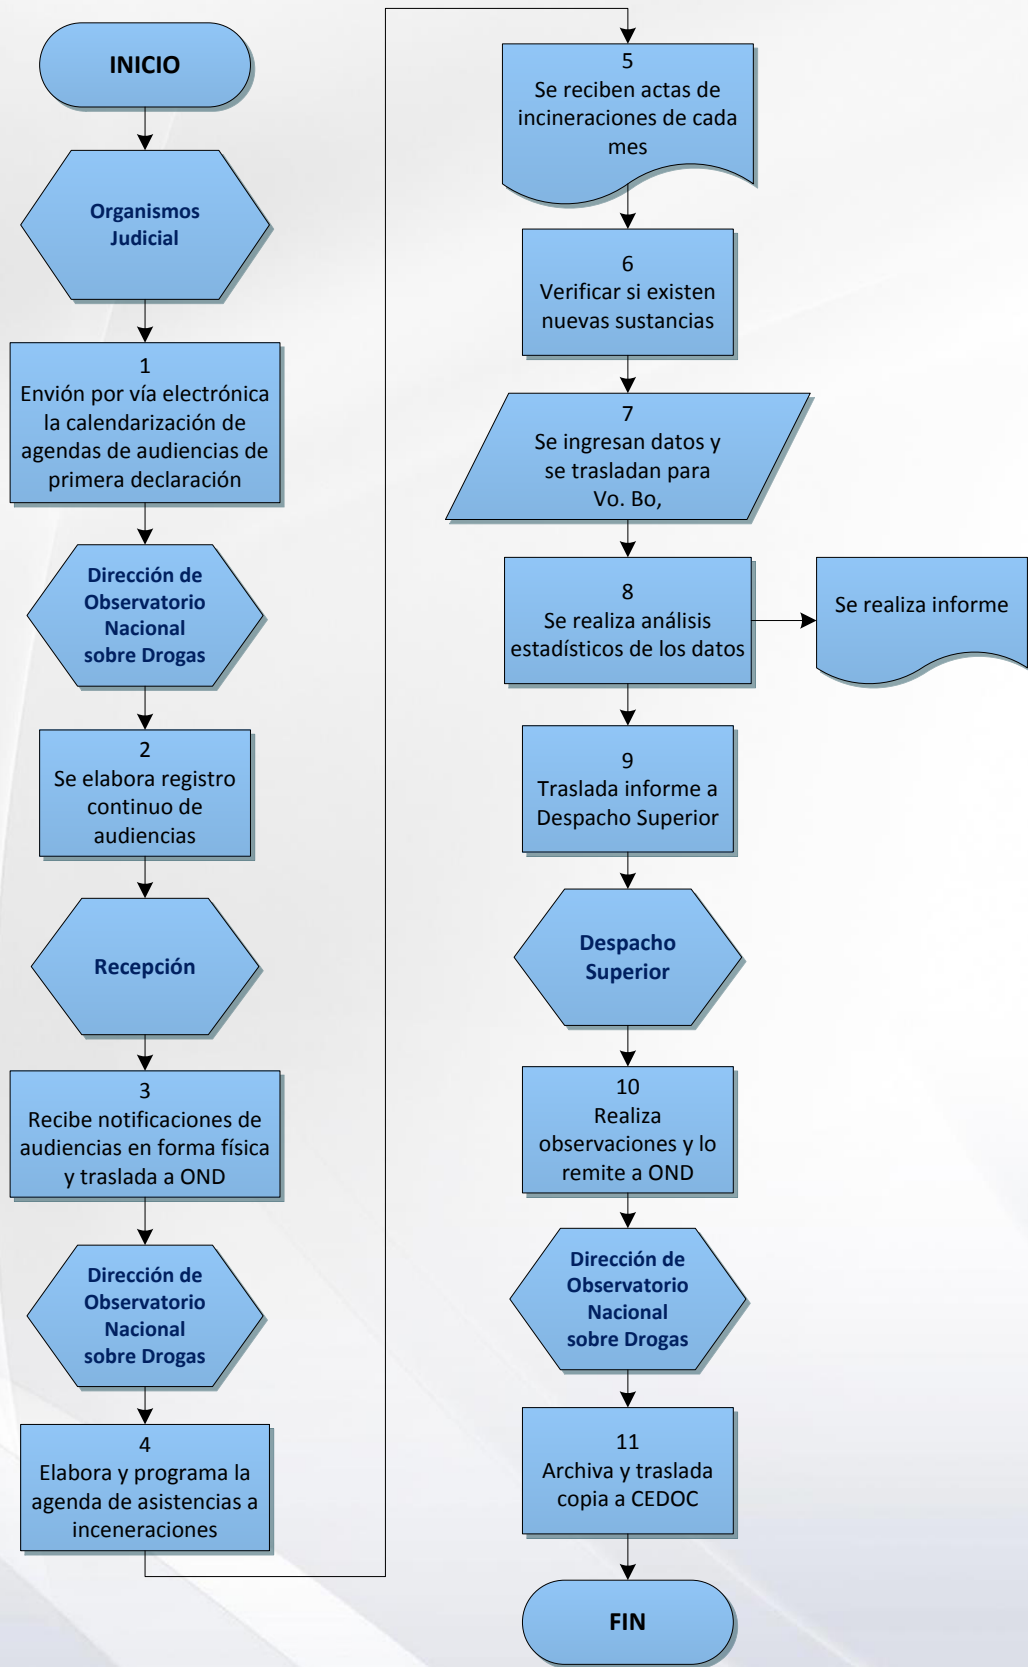 INICIO
Organismos
Judicial
1
Envión por vía electrónica
la calendarización de
agendas de audiencias de
primera declaración
Dirección de
Observatorio
Nacional
sobre Drogas
2
Se elabora registro
continuo de
audiencias
Recepción
3
Recibe notificaciones de
audiencias en forma física
y traslada a OND
Dirección de
Observatorio
Nacional
sobre Drogas
4
Elabora y programa la
agenda de asistencias a
inceneraciones
5
Se reciben actas de
incineraciones de cada
mes
6
Verificar si existen
nuevas sustancias
7
Se ingresan datos y
se trasladan para
Vo. Bo,
8
Se realiza análisis
estadísticos de los datos
Se realiza informe
9
Traslada informe a
Despacho Superior
Despacho
Superior
10
Realiza
observaciones y lo
remite a OND
Dirección de
Observatorio
Nacional
sobre Drogas
11
Archiva y traslada
copia a CEDOC
FIN